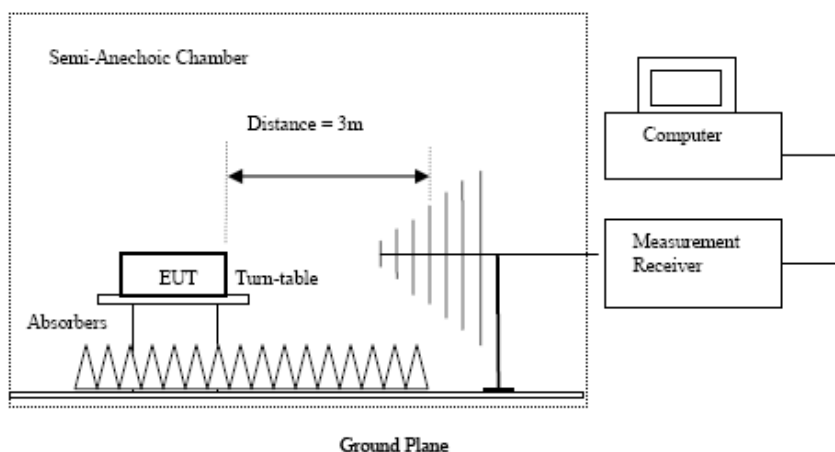 Semi-Anechoic Chamber
Distance = 3m
Computer
Measurement
Receiver
EUT
Turn-table
Absorbers
Ground Plane